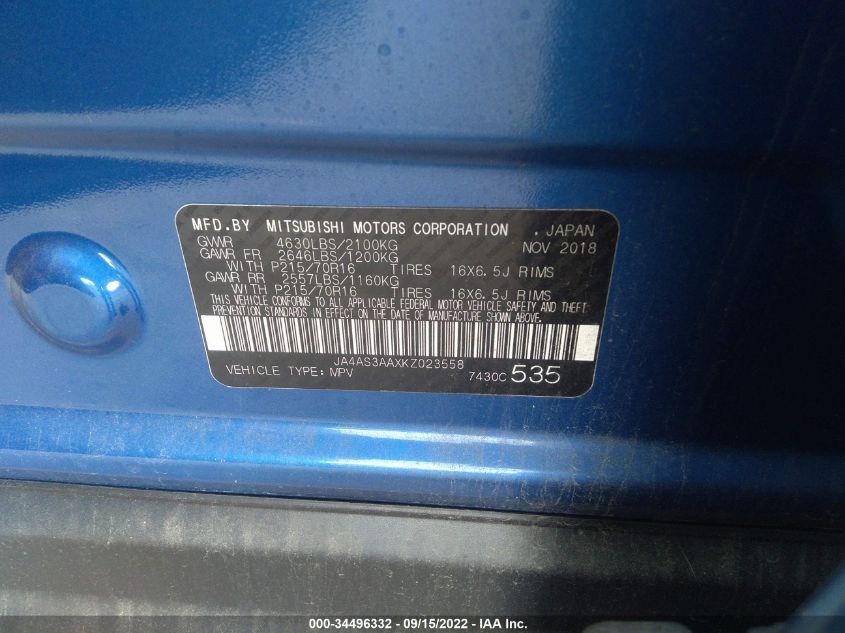 MFD.BY MITSUBISHI MOTORS CORPORATION . JAPAN
GVWR 4630LBS/2100KG NOV 2018
GAWR FR 2646LBS/1200KG
WITH P215/70R16 TIRES 16X6.5J RIMS
GAWR RR 2557LBS/1160KG
WITH P215/70R16 TIRES 16X6.5J RIMS
THIS VEHICLE CONFORMS TO ALL APPLICABLE FEDERAL MOTOR VEHICLE SAFETY AND THEFT
PREVENTION STANDARDS IN EFFECT ON THE DATE OF MANUFACTURE SHOWN ABOVE.
JA4AS3AAXKZ023558
VEHICLE TYPE: MPV 7430C 535
000-34496332 - 09/15/2022 - IAA Inc.